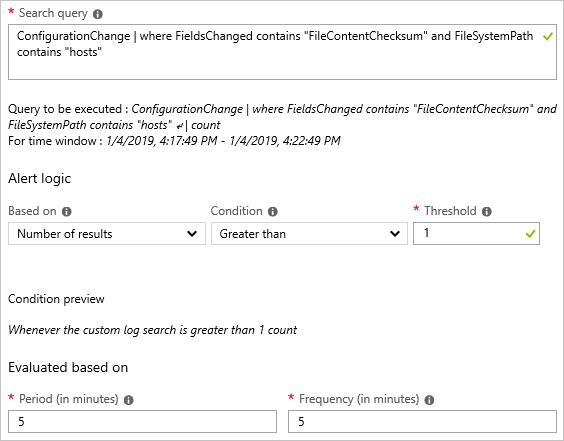 * Search query
ConfigurationChange | where FieldsChanged contains "FileContentChecksum" and FileSystemPath
contains "hosts"
Query to be executed : ConfigurationChange | where FieldsChanged contains "FileContentChecksum" and
FileSystemPath contains "hosts" ↲ | count
For time window : 1/4/2019, 4:17:49 PM - 1/4/2019, 4:22:49 PM
Alert logic
Based on Condition * Threshold
Number of results Greater than 1
Condition preview
Whenever the custom log search is greater than 1 count
Evaluated based on
* Period (in minutes) * Frequency (in minutes)
5 5